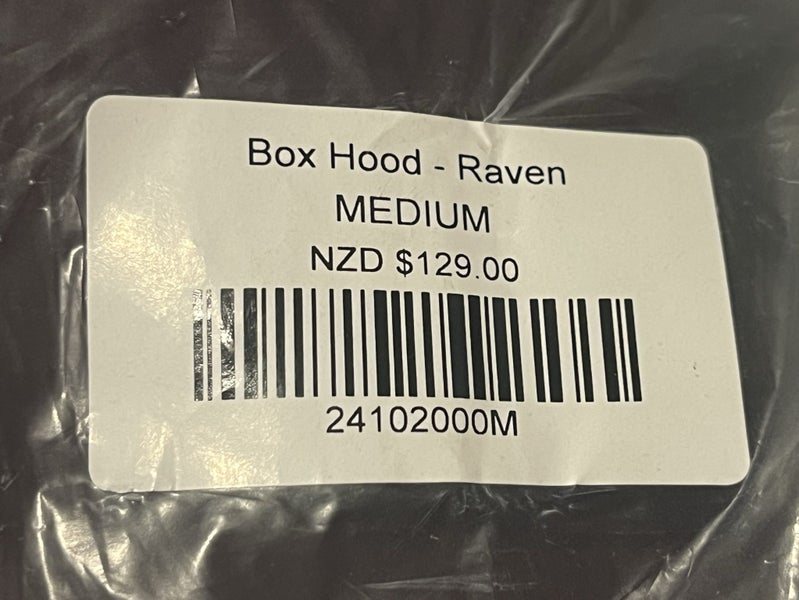 Box Hood - Raven
MEDIUM
NZD $129.00
24102000M